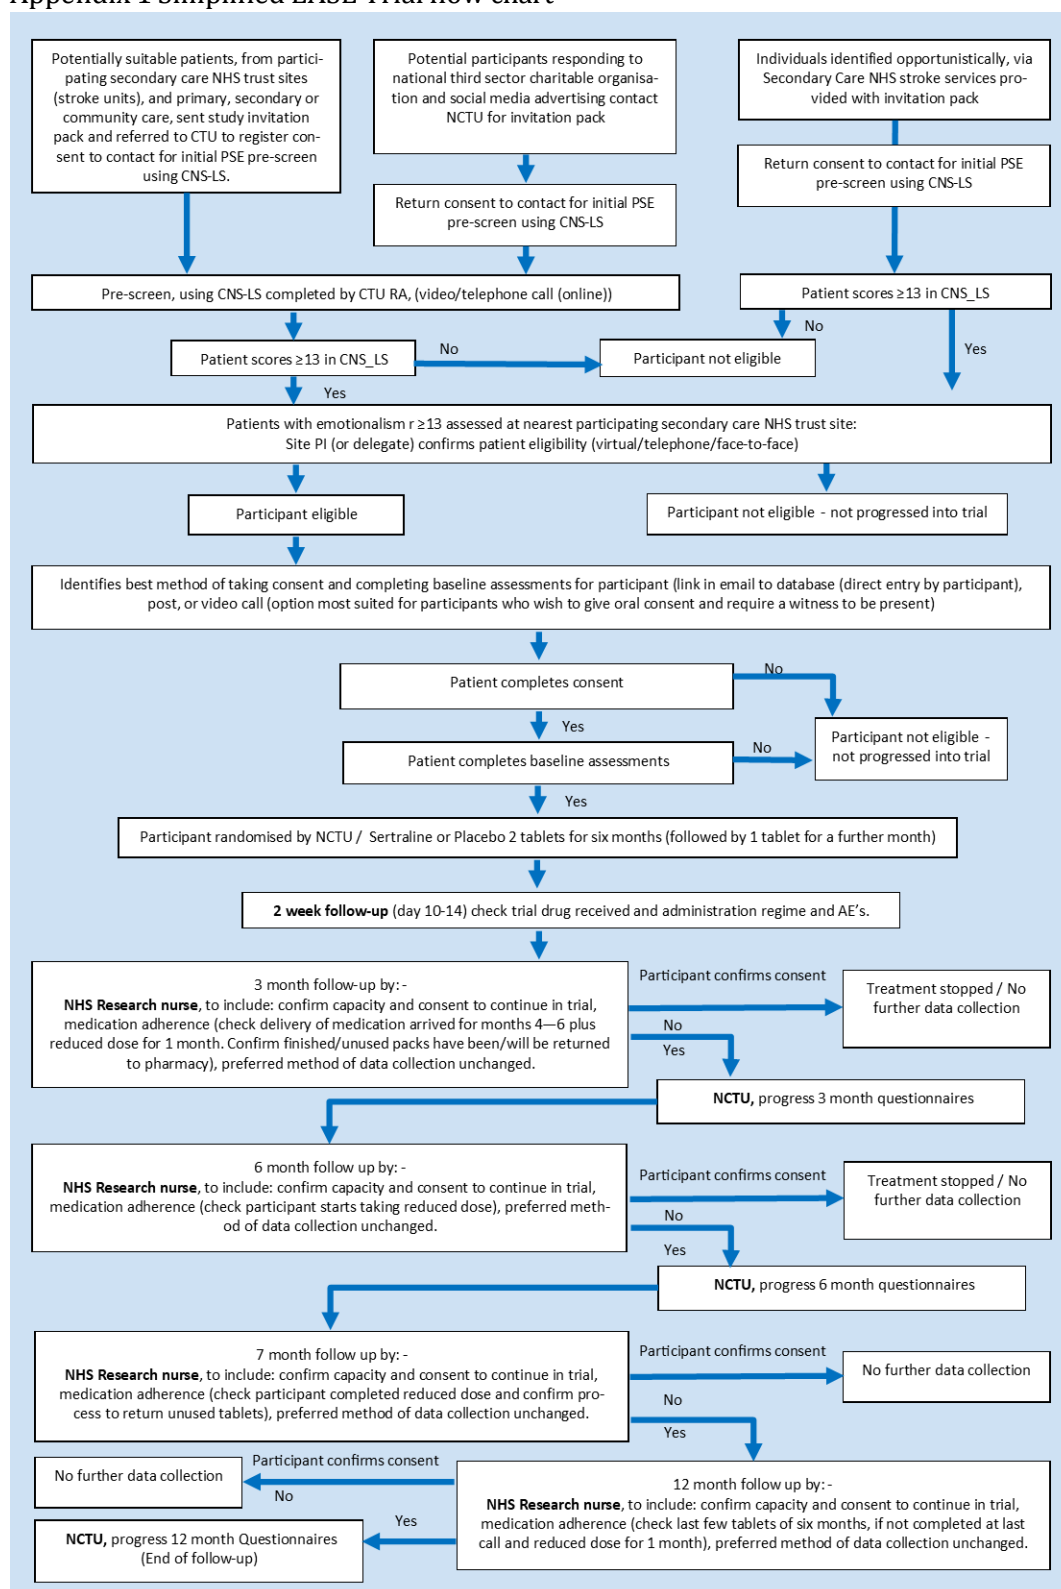 Appendix 1 Simplified EASE Trial flow chart
Potentially suitable patients, from partici-
pating secondary care NHS trust sites
(stroke units), and primary, secondary or
community care, sent study invitation
pack and referred to CTU to register con-
sent to contact for initial PSE pre-screen
using CNS-LS.
Potential participants responding to
national third sector charitable organisa-
tion and social media advertising contact
NCTU for invitation pack
Individuals identified opportunistically, via
Secondary Care NHS stroke services pro-
vided with invitation pack
Return consent to contact for initial PSE
pre-screen using CNS-LS
Return consent to contact for initial PSE
pre-screen using CNS-LS
Pre-screen, using CNS-LS completed by CTU RA, (video/telephone call (online))
Patient scores ≥13 in CNS_LS
No
Yes
Patient scores ≥13 in CNS_LS
No
Participant not eligible
Yes
Patients with emotionalism r ≥13 assessed at nearest participating secondary care NHS trust site:
Site PI (or delegate) confirms patient eligibility (virtual/telephone/face-to-face)
Participant eligible
Participant not eligible - not progressed into trial
Identifies best method of taking consent and completing baseline assessments for participant (link in email to database (direct entry by participant),
post, or video call (option most suited for participants who wish to give oral consent and require a witness to be present)
Patient completes consent
No
Yes
Participant not eligible -
not progressed into trial
Patient completes baseline assessments
No
Yes
Participant randomised by NCTU / Sertraline or Placebo 2 tablets for six months (followed by 1 tablet for a further month)
2 week follow-up (day 10-14) check trial drug received and administration regime and AE's.
3 month follow-up by: -
NHS Research nurse, to include: confirm capacity and consent to continue in trial,
medication adherence (check delivery of medication arrived for months 4—6 plus
reduced dose for 1 month. Confirm finished/unused packs have been/will be returned
to pharmacy), preferred method of data collection unchanged.
Participant confirms consent
No
Yes
Treatment stopped / No
further data collection
NCTU, progress 3 month questionnaires
6 month follow up by: -
NHS Research nurse, to include: confirm capacity and consent to continue in trial,
medication adherence (check participant starts taking reduced dose), preferred meth-
od of data collection unchanged.
Participant confirms consent
No
Yes
Treatment stopped / No
further data collection
NCTU, progress 6 month questionnaires
7 month follow up by: -
NHS Research nurse, to include: confirm capacity and consent to continue in trial,
medication adherence (check participant completed reduced dose and confirm pro-
cess to return unused tablets), preferred method of data collection unchanged.
Participant confirms consent
No
Yes
No further data collection
12 month follow up by: -
NHS Research nurse, to include: confirm capacity and consent to continue in trial,
medication adherence (check last few tablets of six months, if not completed at last
call and reduced dose for 1 month), preferred method of data collection unchanged.
Participant confirms consent
No
No further data collection
Yes
NCTU, progress 12 month Questionnaires
(End of follow-up)